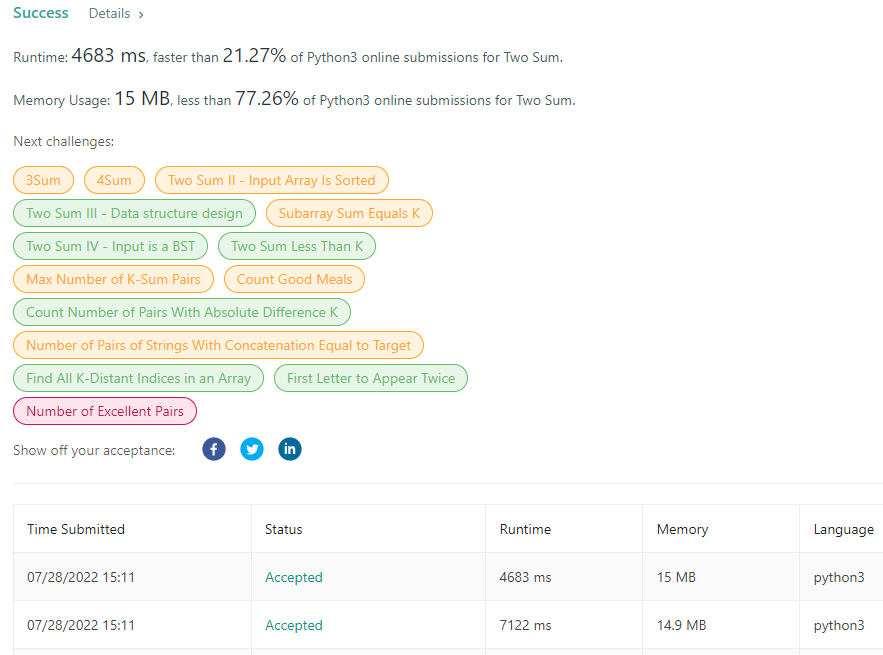 Success Details >
Runtime: 4683 ms, faster than 21.27% of Python3 online submissions for Two Sum.
Memory Usage: 15 MB, less than 77.26% of Python3 online submissions for Two Sum.
Next challenges:
3Sum 4Sum Two Sum II - Input Array Is Sorted
Two Sum III - Data structure design Subarray Sum Equals K
Two Sum IV - Input is a BST Two Sum Less Than K
Max Number of K-Sum Pairs Count Good Meals
Count Number of Pairs With Absolute Difference K
Number of Pairs of Strings With Concatenation Equal to Target
Find All K-Distant Indices in an Array First Letter to Appear Twice
Number of Excellent Pairs
Show off your acceptance:
Time Submitted Status Runtime Memory Language
07/28/2022 15:11 Accepted 4683 ms 15 MB python3
07/28/2022 15:11 Accepted 7122 ms 14.9 MB python3